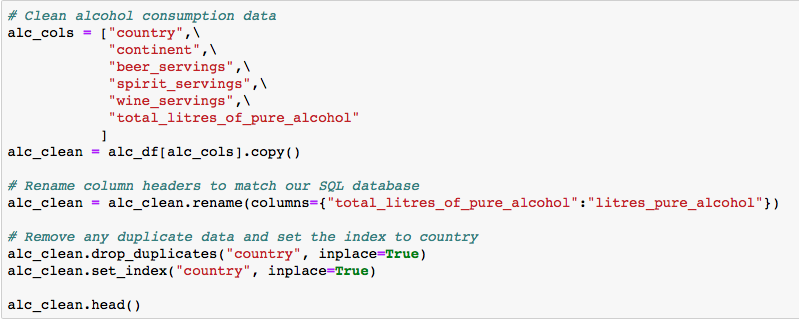 # Clean alcohol consumption data
alc_cols = ["country",\
"continent",\
"beer_servings",\
"spirit_servings",\
"wine_servings",\
"total_litres_of_pure_alcohol"
]
alc_clean = alc_df[alc_cols].copy()
# Rename column headers to match our SQL database
alc_clean = alc_clean.rename(columns={"total_litres_of_pure_alcohol":"litres_pure_alcohol"})
# Remove any duplicate data and set the index to country
alc_clean.drop_duplicates("country", inplace=True)
alc_clean.set_index("country", inplace=True)
alc_clean.head()